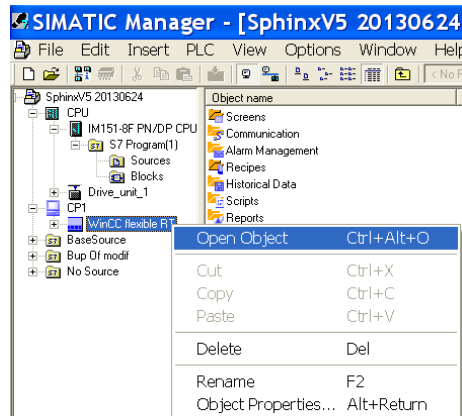 SIMATIC Manager - [SphinxV5 20130624
File Edit Insert PLC View Options Window Help
< No F
SphinxV5 20130624
CPU
IM151-8F PN/DP CPU
S7 Program(1)
Sources
Blocks
Drive_unit_1
CP1
WinCC flexible RT
BaseSource
Bup Of modif
No Source
Object name
Screens
Communication
Alarm Management
Recipes
Historical Data
Scripts
Reports
Open Object Ctrl+Alt+O
Cut Ctrl+X
Copy Ctrl+C
Paste Ctrl+V
Delete Del
Rename F2
Object Properties... Alt+Return